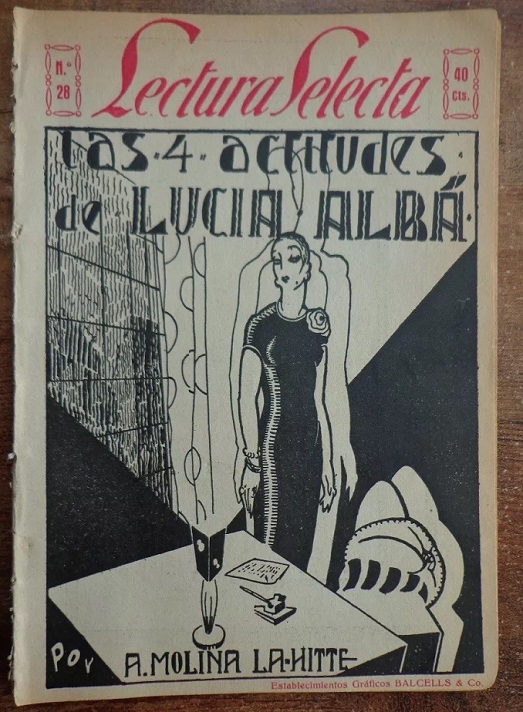 N.º 28
Lectura Selecta
40 Cts.
LAS·4·actitudes·
de LUCIA ALBÁ·
Por
A. MOLINA LA-HITTE
Establecimientos Gráficos BALCELLS & Co.